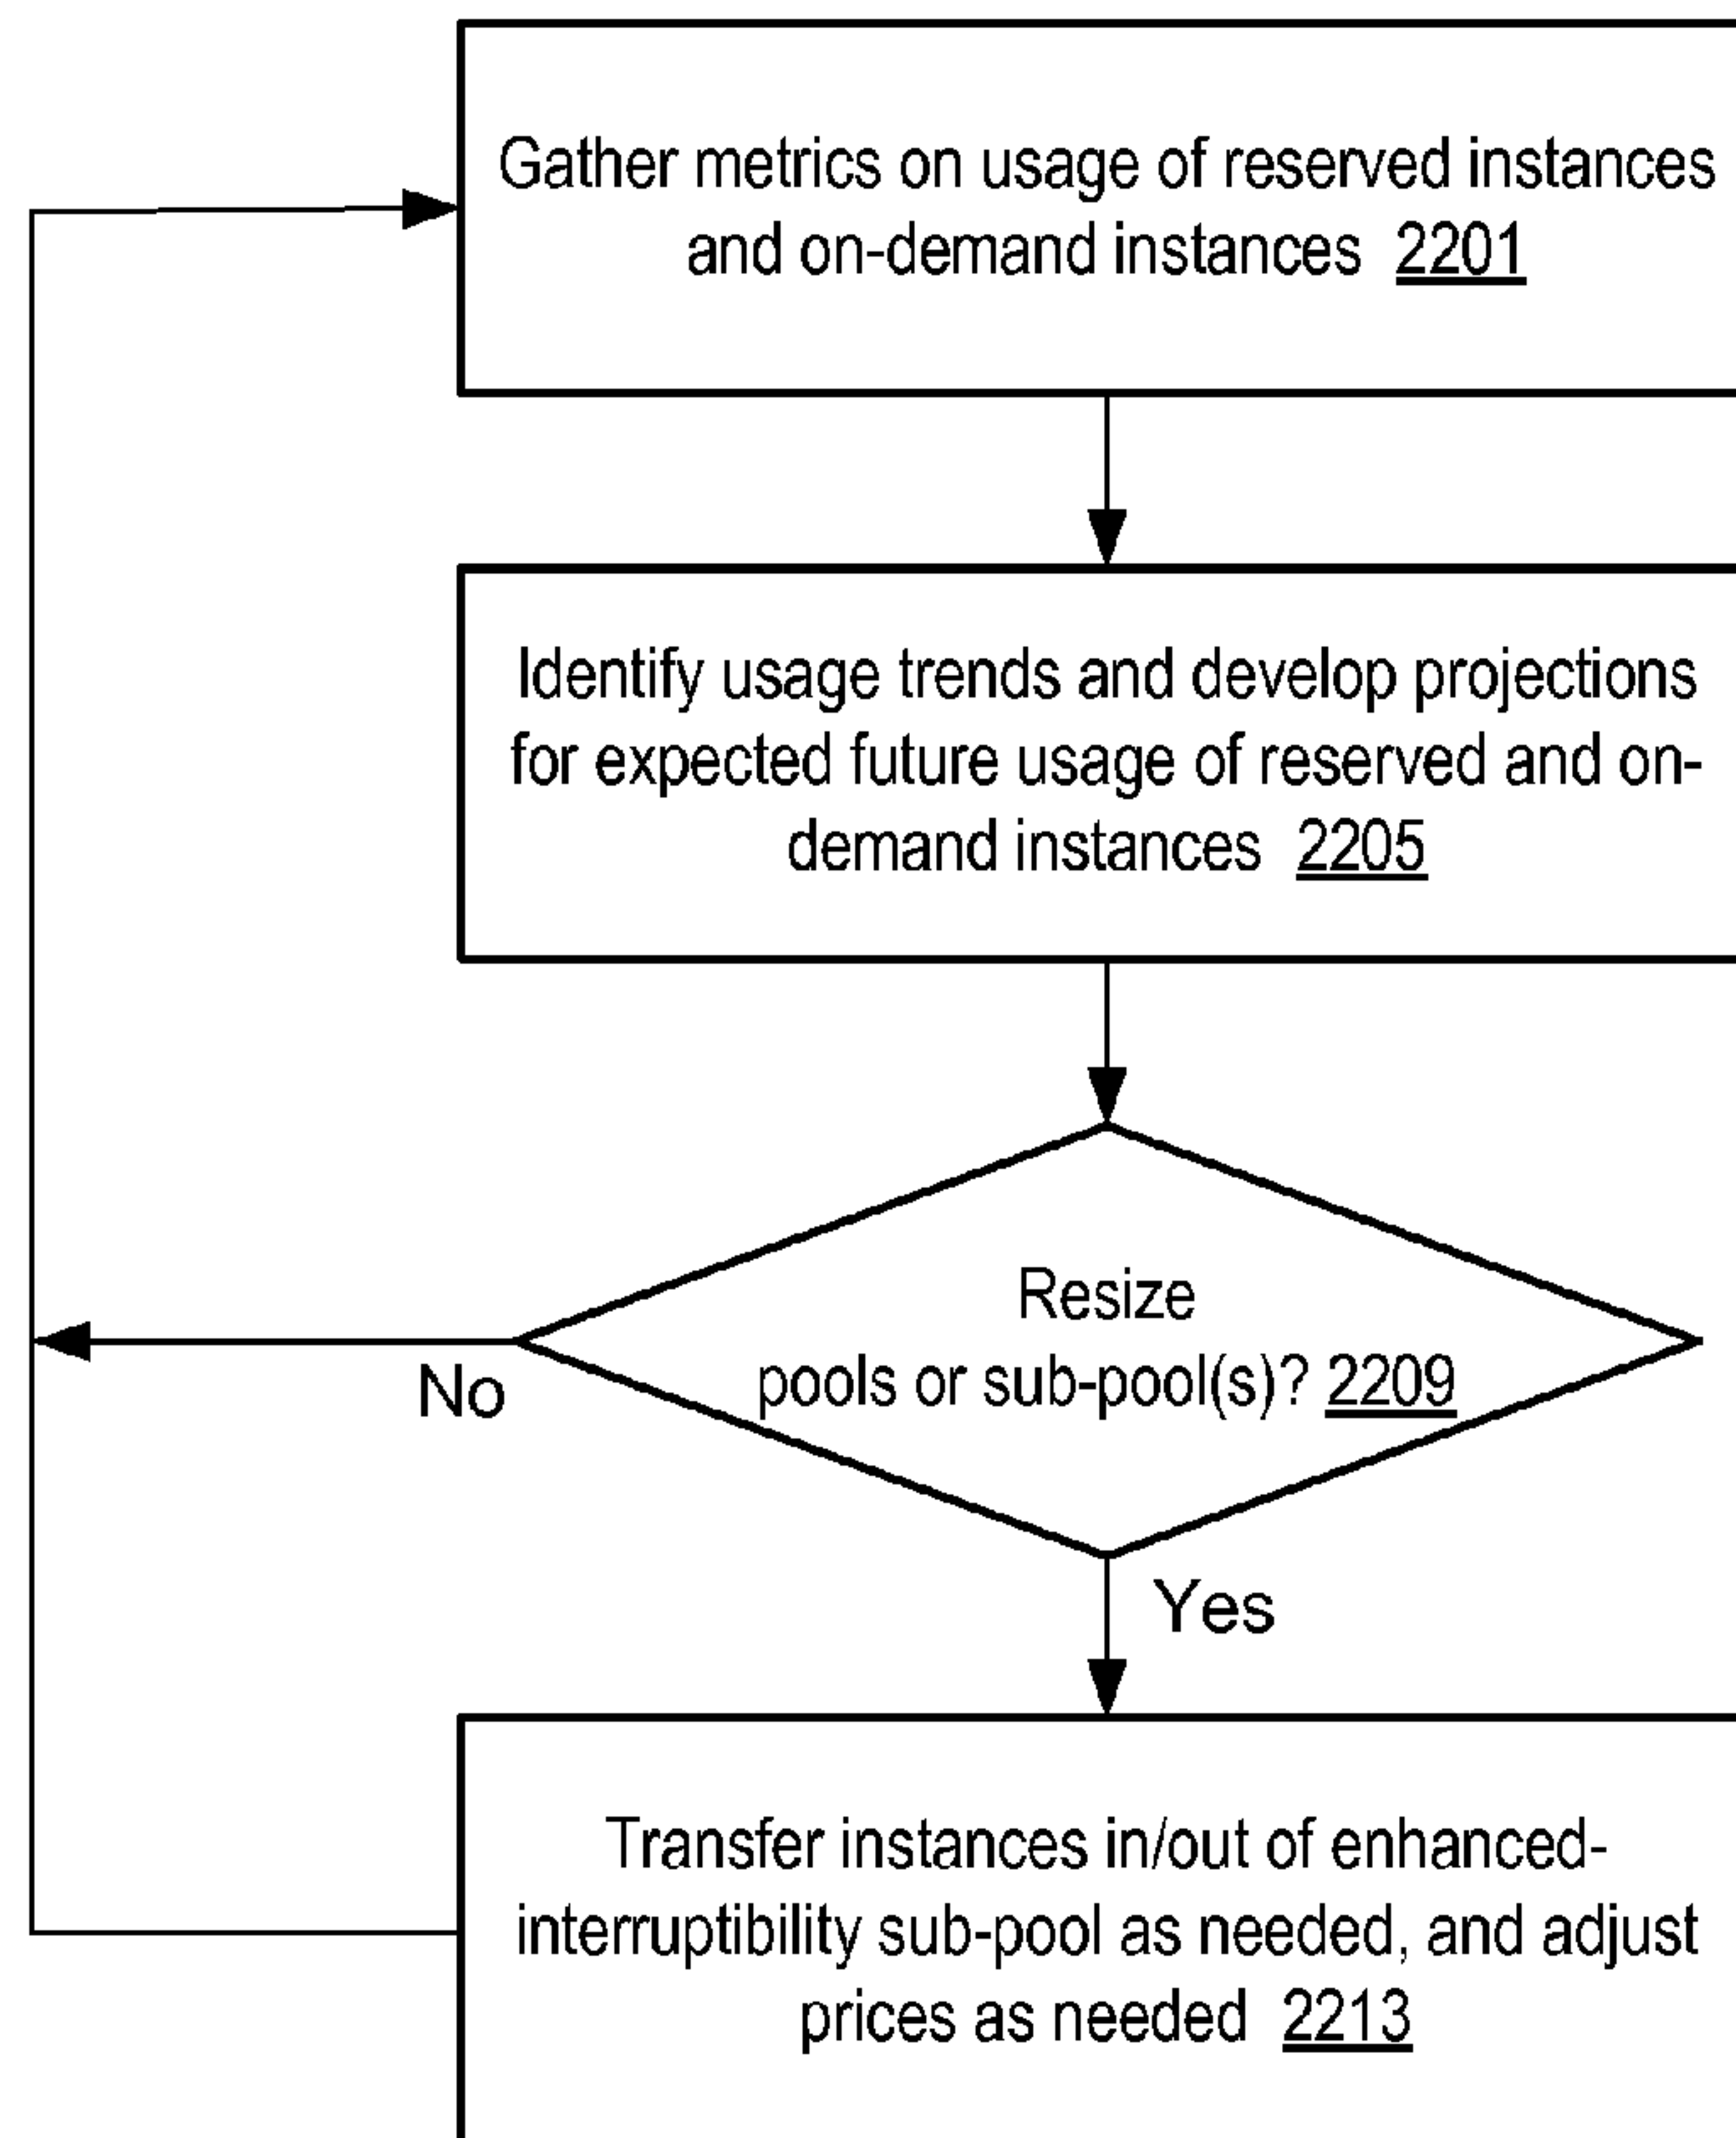 Gather metrics on usage of reserved instances
and on-demand instances 2201
Identify usage trends and develop projections
for expected future usage of reserved and on-
demand instances 2205
Resize
pools or sub-pool(s)? 2209
No
Yes
Transfer instances in/out of enhanced-
interruptibility sub-pool as needed, and adjust
prices as needed 2213